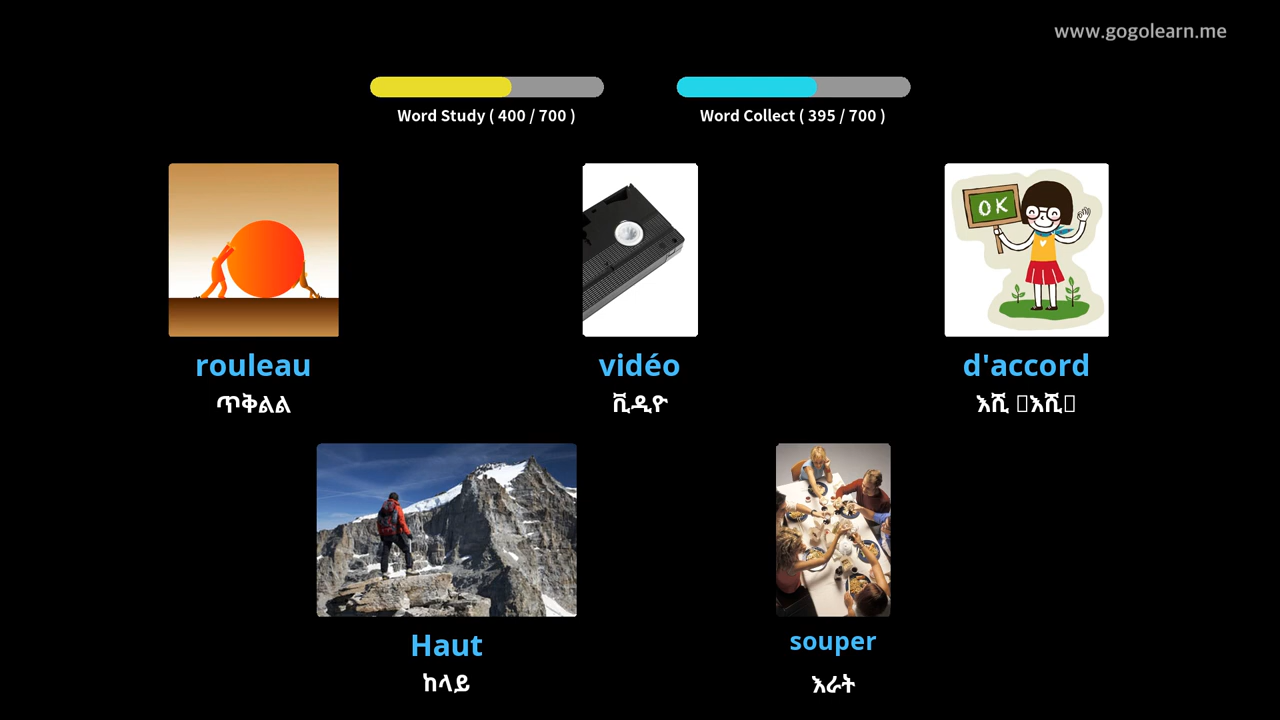 www.gogolearn.me
Word Study ( 400 / 700 )
Word Collect ( 395 / 700 )
OK
rouleau
ጥቅልል
vidéo
ቪዲዮ
d'accord
እሺ እሺ
Haut
ከላይ
souper
እራት